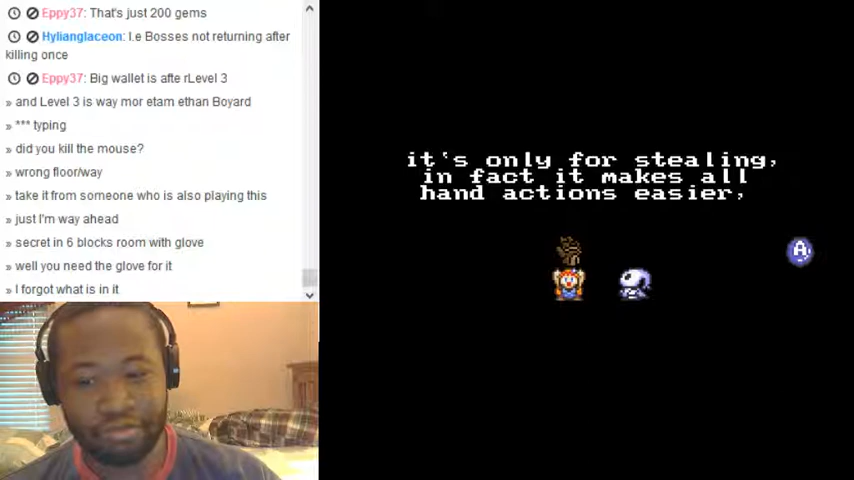 Eppy37: That's just 200 gems
Hylianglaceon: I.e Bosses not returning after
killing once
Eppy37: Big wallet is afte rLevel 3
» and Level 3 is way mor etam ethan Boyard
» *** typing
» did you kill the mouse?
» wrong floor/way
» take it from someone who is also playing this
» just I'm way ahead
» secret in 6 blocks room with glove
» well you need the glove for it
» I forgot what is in it
it's only for stealing,
in fact it makes all
hand actions easier,
A